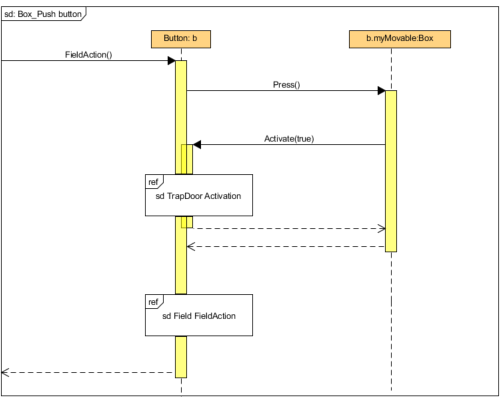 sd: Box_Push button
Button: b
b.myMovable:Box
FieldAction()
Press()
Activate(true)
ref
sd TrapDoor Activation
ref
sd Field FieldAction